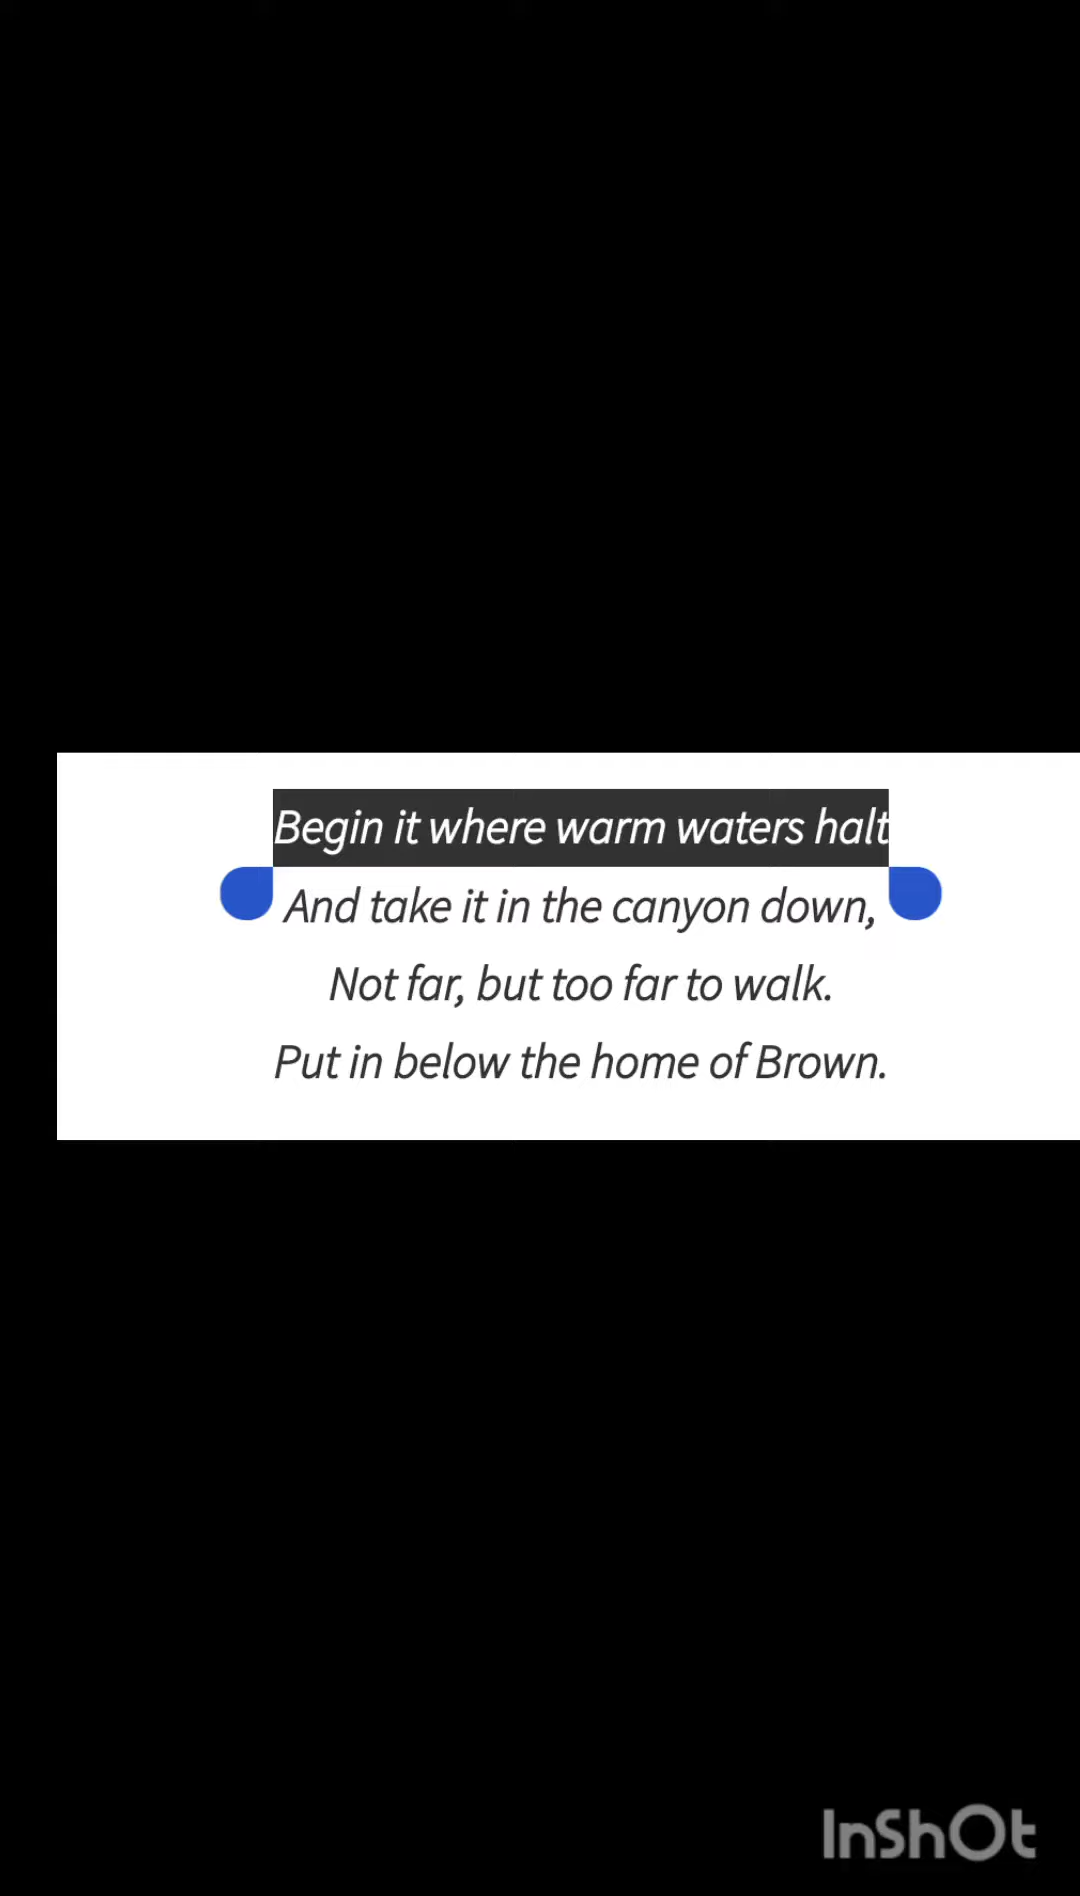 Begin it where warm waters halt
And take it in the canyon down,
Not far, but too far to walk.
Put in below the home of Brown.
InShOt